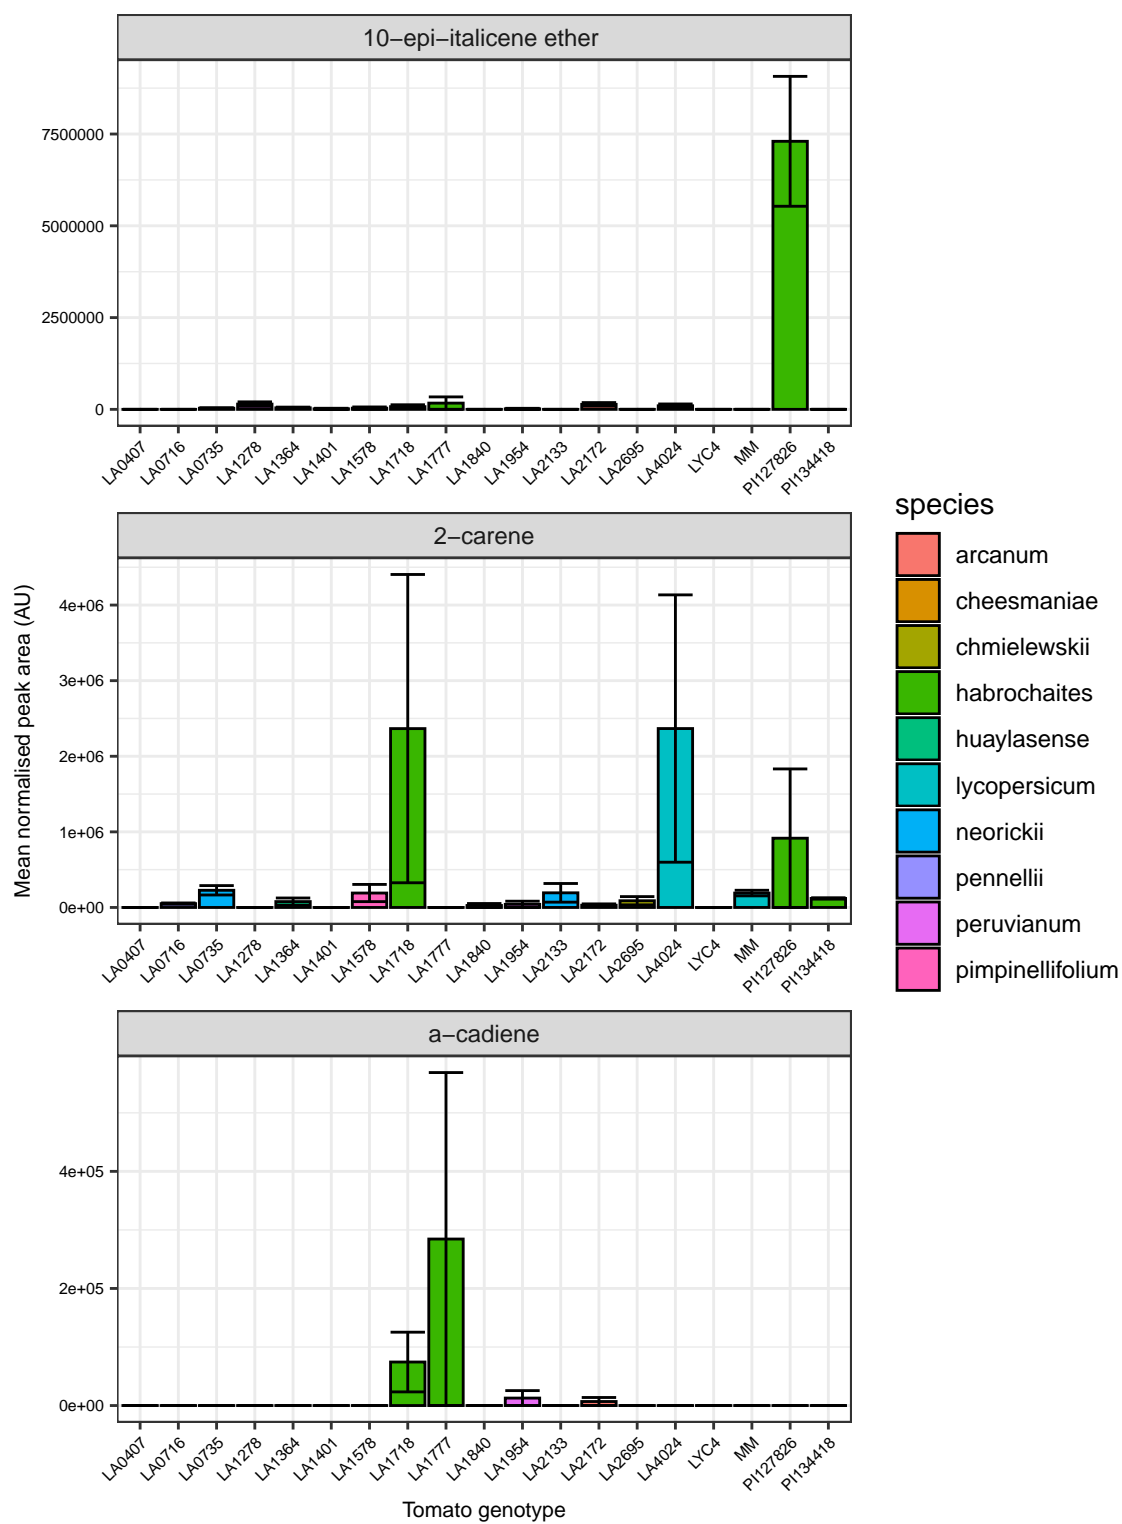 10−epi−italicene ether
7500000
5000000
2500000
0
LA0407 LA0716 LA0735 LA1278 LA1364 LA1401 LA1578 LA1718 LA1777 LA1840 LA1954 LA2133 LA2172 LA2695 LA4024 LYC4 MM PI127826 PI134418
2−carene
4e+06
3e+06
2e+06
1e+06
0e+00
LA0407 LA0716 LA0735 LA1278 LA1364 LA1401 LA1578 LA1718 LA1777 LA1840 LA1954 LA2133 LA2172 LA2695 LA4024 LYC4 MM PI127826 PI134418
a−cadiene
4e+05
2e+05
0e+00
LA0407 LA0716 LA0735 LA1278 LA1364 LA1401 LA1578 LA1718 LA1777 LA1840 LA1954 LA2133 LA2172 LA2695 LA4024 LYC4 MM PI127826 PI134418
Tomato genotype
Mean normalised peak area (AU)
species
arcanum
cheesmaniae
chmielewskii
habrochaites
huaylasense
lycopersicum
neorickii
pennellii
peruvianum
pimpinellifolium